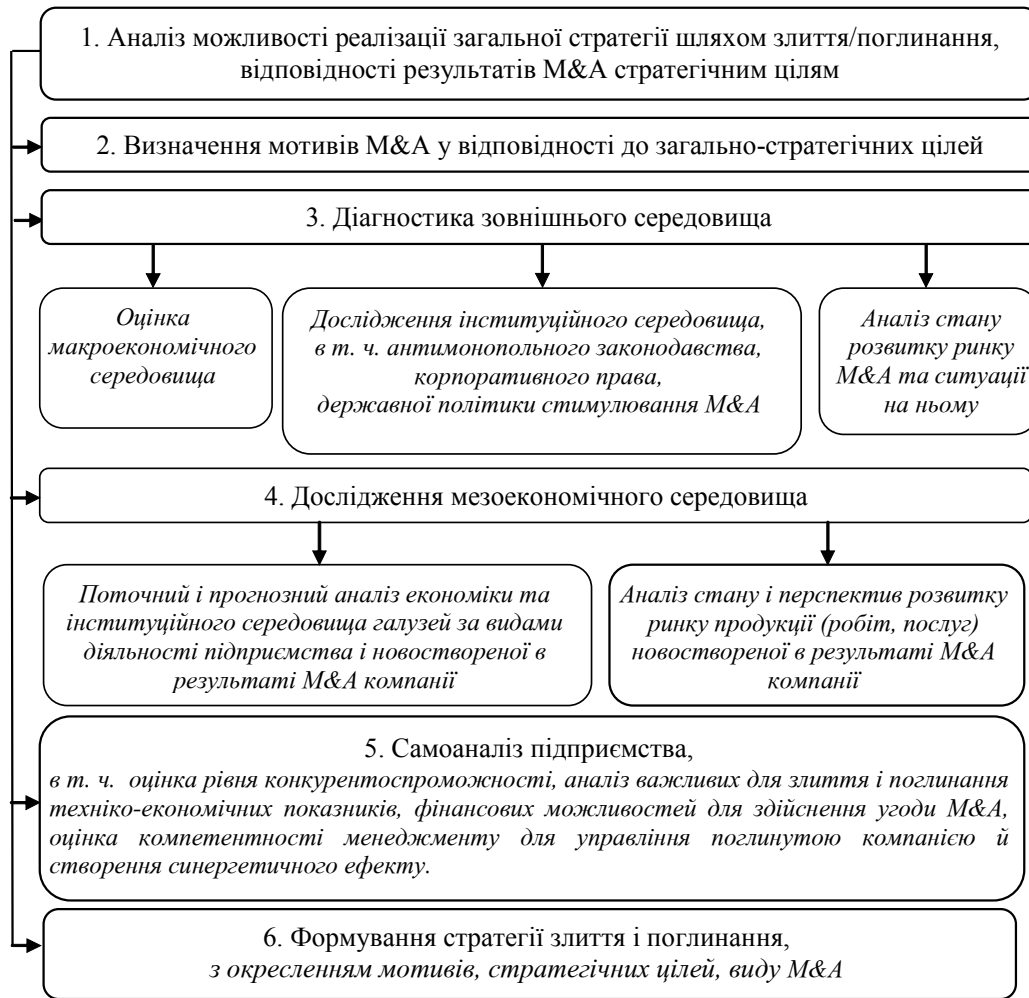 1. Аналіз можливості реалізації загальної стратегії шляхом злиття/поглинання,
відповідності результатів M&A стратегічним цілям
2. Визначення мотивів M&A у відповідності до загально-стратегічних цілей
3. Діагностика зовнішнього середовища
Оцінка
макроекономічного
середовища
Дослідження інституційного середовища,
в т. ч. антимонопольного законодавства,
корпоративного права,
державної політики стимулювання M&A
Аналіз стану
розвитку ринку
M&A та ситуації
на ньому
4. Дослідження мезоекономічного середовища
Поточний і прогнозний аналіз економіки та
інституційного середовища галузей за видами
діяльності підприємства і новоствореної в
результаті M&A компанії
Аналіз стану і перспектив розвитку
ринку продукції (робіт, послуг)
новоствореної в результаті M&A
компанії
5. Самоаналіз підприємства,
в т. ч. оцінка рівня конкурентоспроможності, аналіз важливих для злиття і поглинання
техніко-економічних показників, фінансових можливостей для здійснення угоди M&A,
оцінка компетентності менеджменту для управління поглинутою компанією й
створення синергетичного ефекту.
6. Формування стратегії злиття і поглинання,
з окресленням мотивів, стратегічних цілей, виду M&A